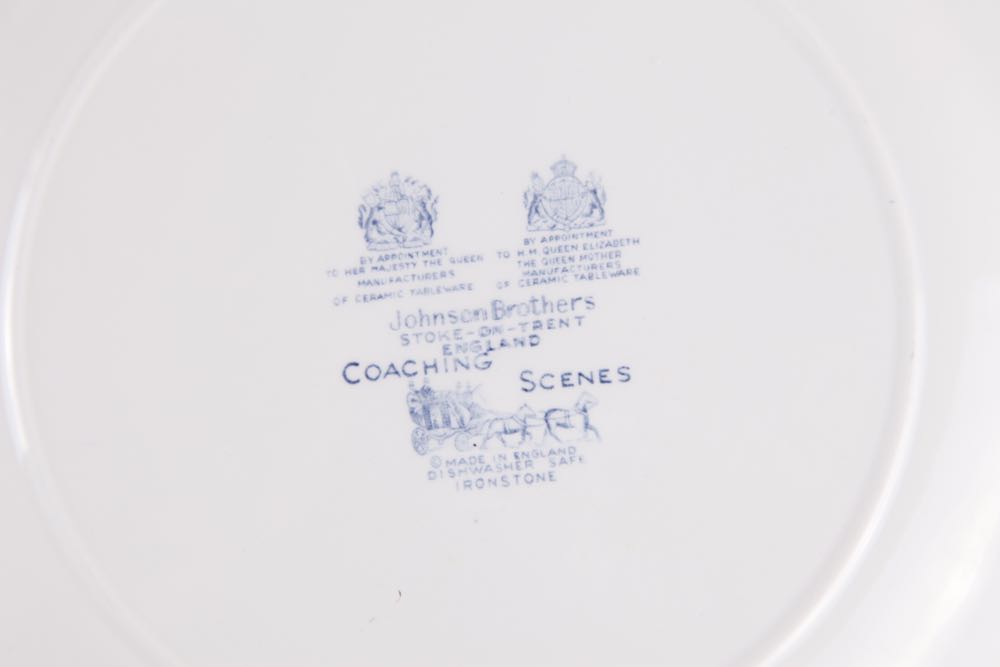 BY APPOINTMENT
TO HER MAJESTY THE QUEEN
MANUFACTURERS
OF CERAMIC TABLEWARE
BY APPOINTMENT
TO H.M. QUEEN ELIZABETH
THE QUEEN MOTHER
MANUFACTURERS
OF CERAMIC TABLEWARE
Johnson Brothers
STOKE-ON-TRENT
ENGLAND
COACHING SCENES
© MADE IN ENGLAND
DISHWASHER SAFE
IRONSTONE